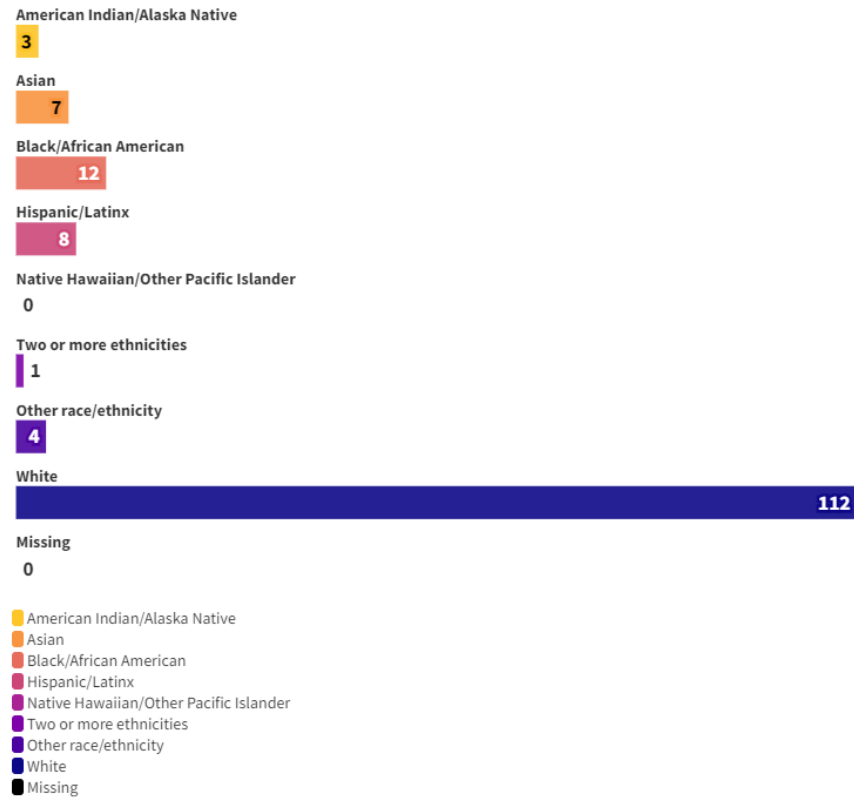 American Indian/Alaska Native
3
Asian
7
Black/African American
12
Hispanic/Latinx
8
Native Hawaiian/Other Pacific Islander
0
Two or more ethnicities
1
Other race/ethnicity
4
White
112
Missing
0
American Indian/Alaska Native
Asian
Black/African American
Hispanic/Latinx
Native Hawaiian/Other Pacific Islander
Two or more ethnicities
Other race/ethnicity
White
Missing